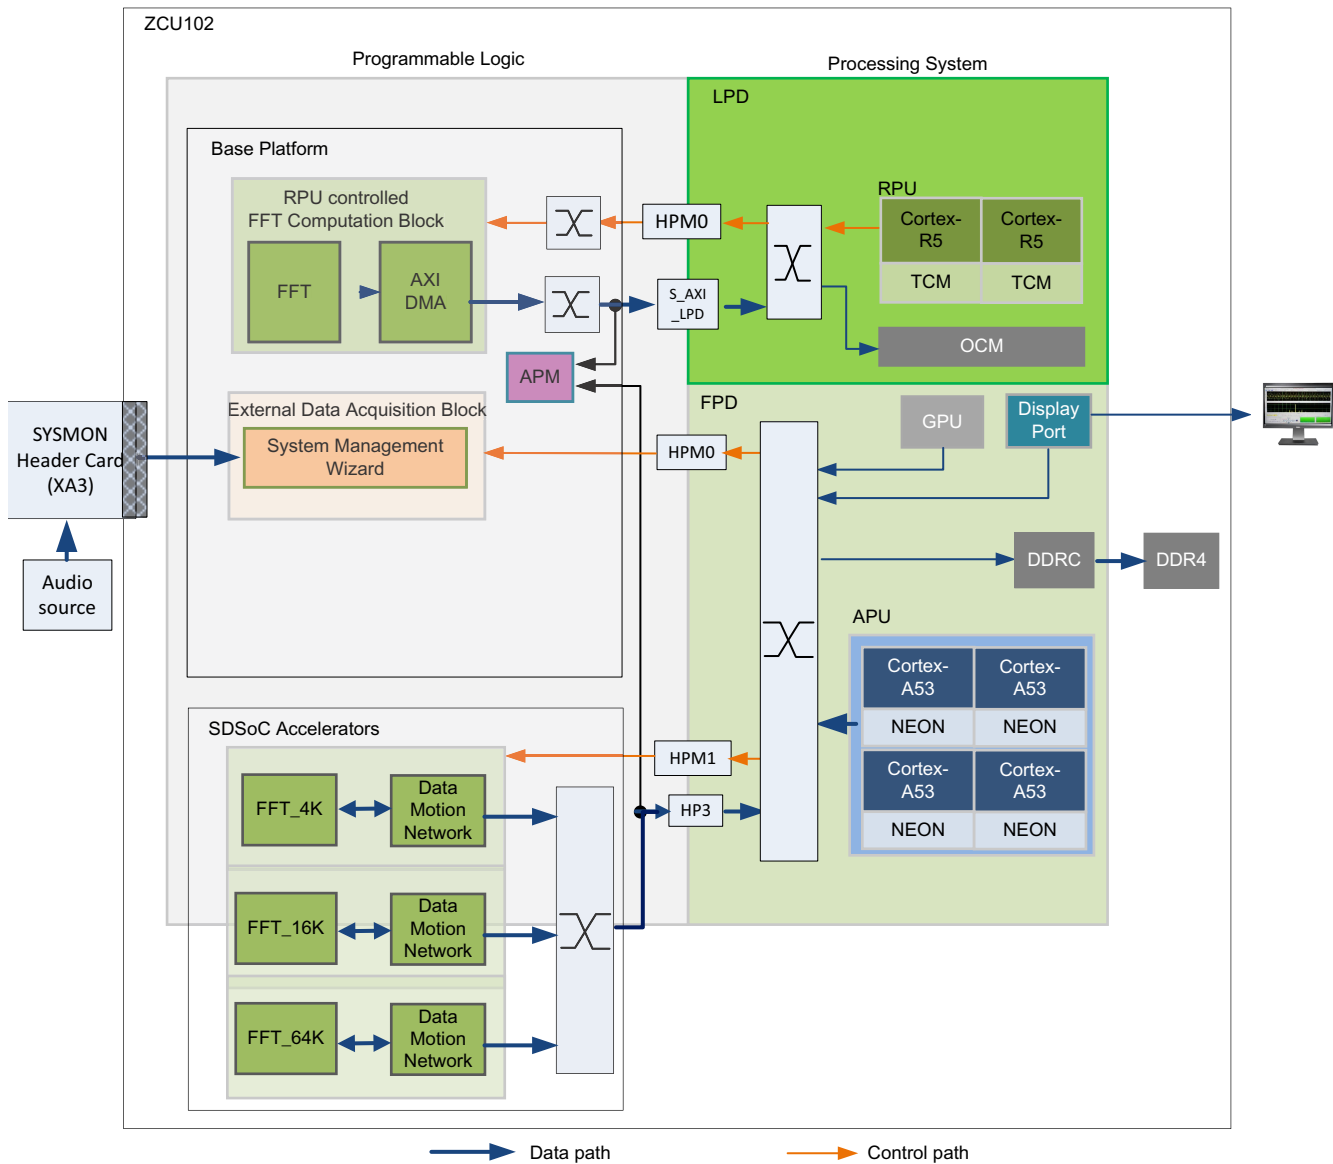 ZCU102
Programmable Logic
Processing System
LPD
Base Platform
RPU controlled
FFT Computation Block
FFT
AXI
DMA
HPM0
S_AXI
_LPD
RPU
Cortex-
R5
Cortex-
R5
TCM
TCM
OCM
APM
External Data Acquisition Block
System Management
Wizard
SYSMON
Header Card
(XA3)
Audio
source
HPM0
FPD
GPU
Display
Port
DDRC
DDR4
APU
Cortex-
A53
Cortex-
A53
NEON
NEON
Cortex-
A53
Cortex-
A53
NEON
NEON
SDSoC Accelerators
HPM1
HP3
FFT_4K
Data
Motion
Network
FFT_16K
Data
Motion
Network
FFT_64K
Data
Motion
Network
Data path
Control path